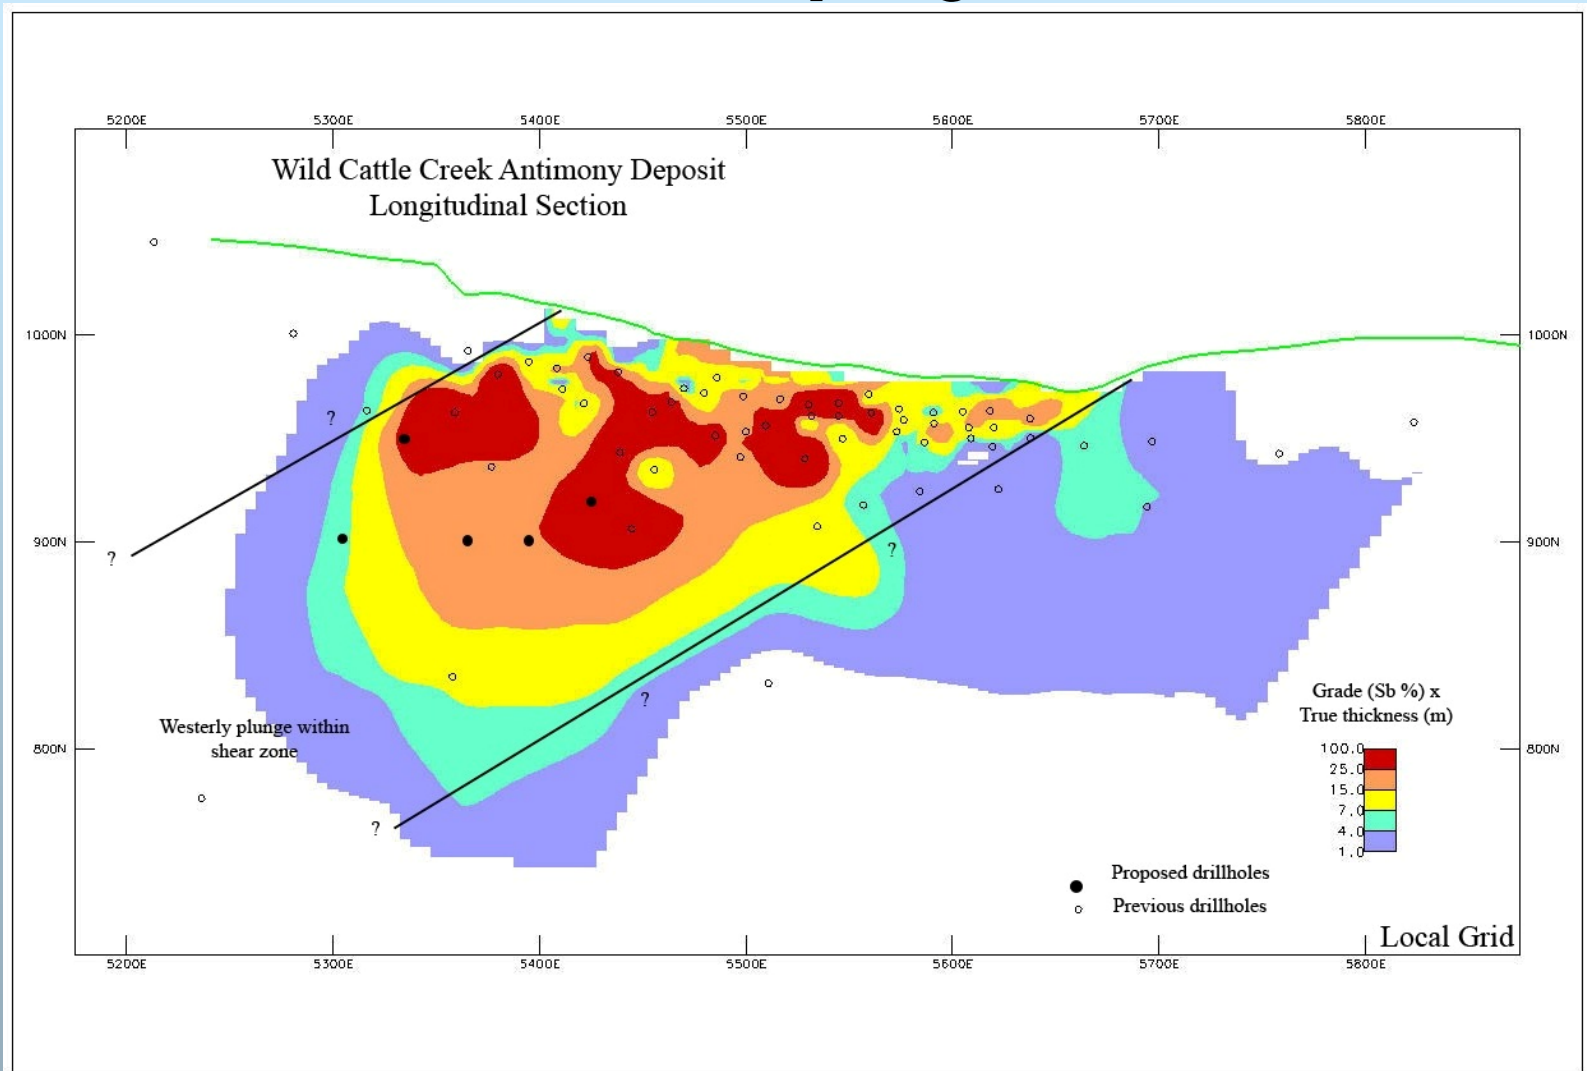 5200E 5300E 5400E 5500E 5600E 5700E 5800E
Wild Cattle Creek Antimony Deposit
Longitudinal Section
1000N 1000N
?
900N 900N
?
?
?
Westerly plunge within
shear zone
800N 800N
?
Grade (Sb %) x
True thickness (m)
100.0
25.0
15.0
7.0
4.0
1.0
Proposed drillholes
Previous drillholes
Local Grid
5200E 5300E 5400E 5500E 5600E 5700E 5800E